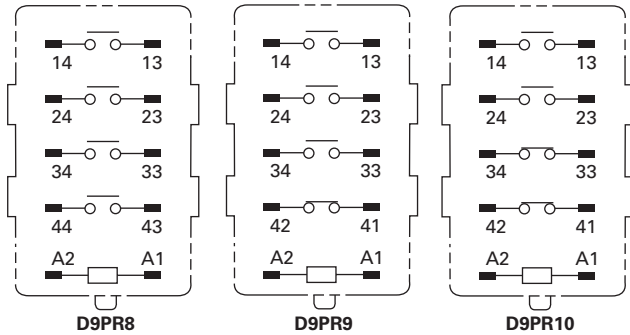 14 13 14 13 14 13
24 23 24 23 24 23
34 33 34 33 34 33
44 43 42 41 42 41
A2 A1 A2 A1 A2 A1
D9PR8 D9PR9 D9PR10